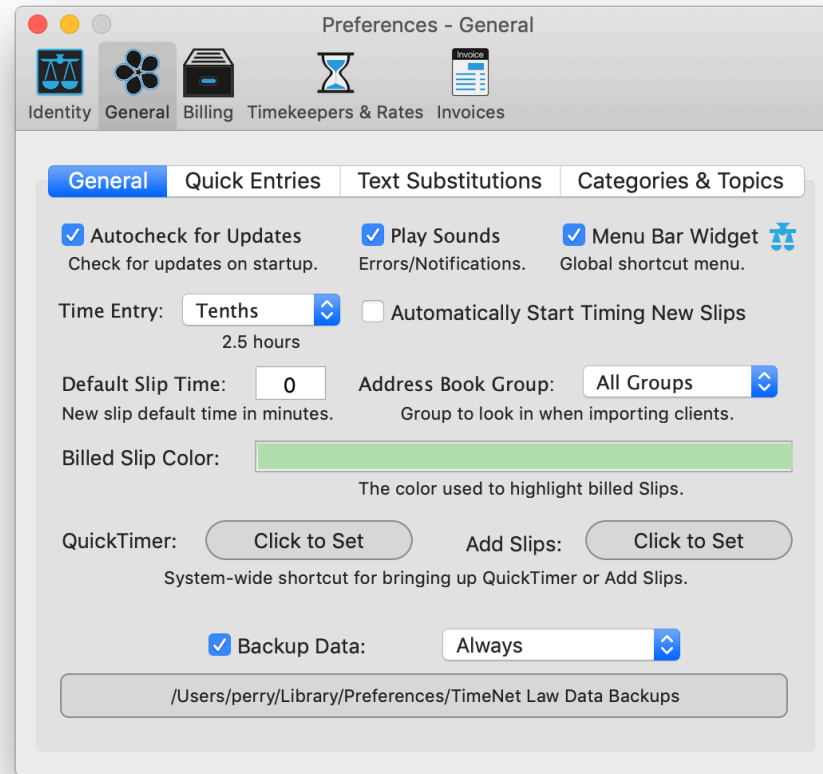 Preferences - General
Invoice
Identity General Billing Timekeepers & Rates Invoices
General Quick Entries Text Substitutions Categories & Topics
Autocheck for Updates Play Sounds Menu Bar Widget
Check for updates on startup. Errors/Notifications. Global shortcut menu.
Time Entry: Tenths Automatically Start Timing New Slips
2.5 hours
Default Slip Time: 0 Address Book Group: All Groups
New slip default time in minutes. Group to look in when importing clients.
Billed Slip Color:
The color used to highlight billed Slips.
QuickTimer: Click to Set Add Slips: Click to Set
System-wide shortcut for bringing up QuickTimer or Add Slips.
Backup Data: Always
/Users/perry/Library/Preferences/TimeNet Law Data Backups